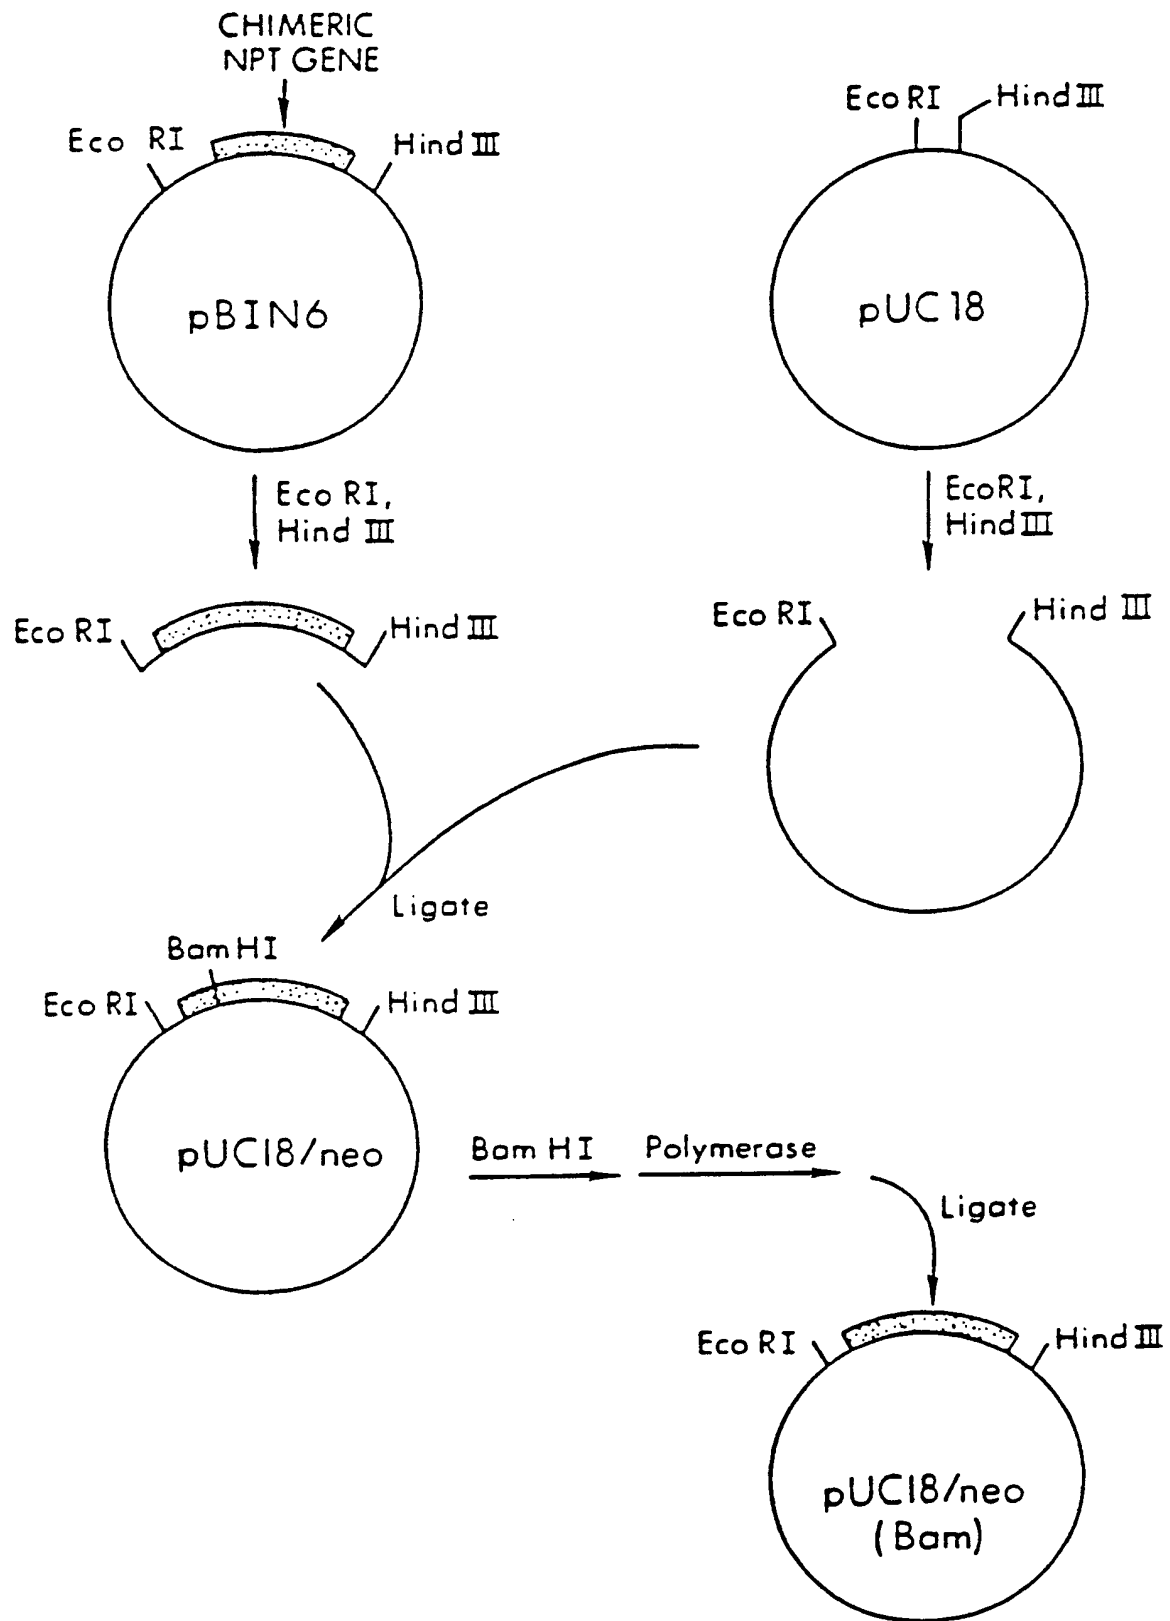 CHIMERIC
NPT GENE
Eco RI
Hind III
pBIN6
Eco RI
Hind III
pUC18
Eco RI,
Hind III
EcoRI,
Hind III
Eco RI
Hind III
Eco RI
Hind III
Ligate
Bam HI
Eco RI
Hind III
pUC18/neo
Bam HI
Polymerase
Ligate
Eco RI
Hind III
pUC18/neo
(Bam)